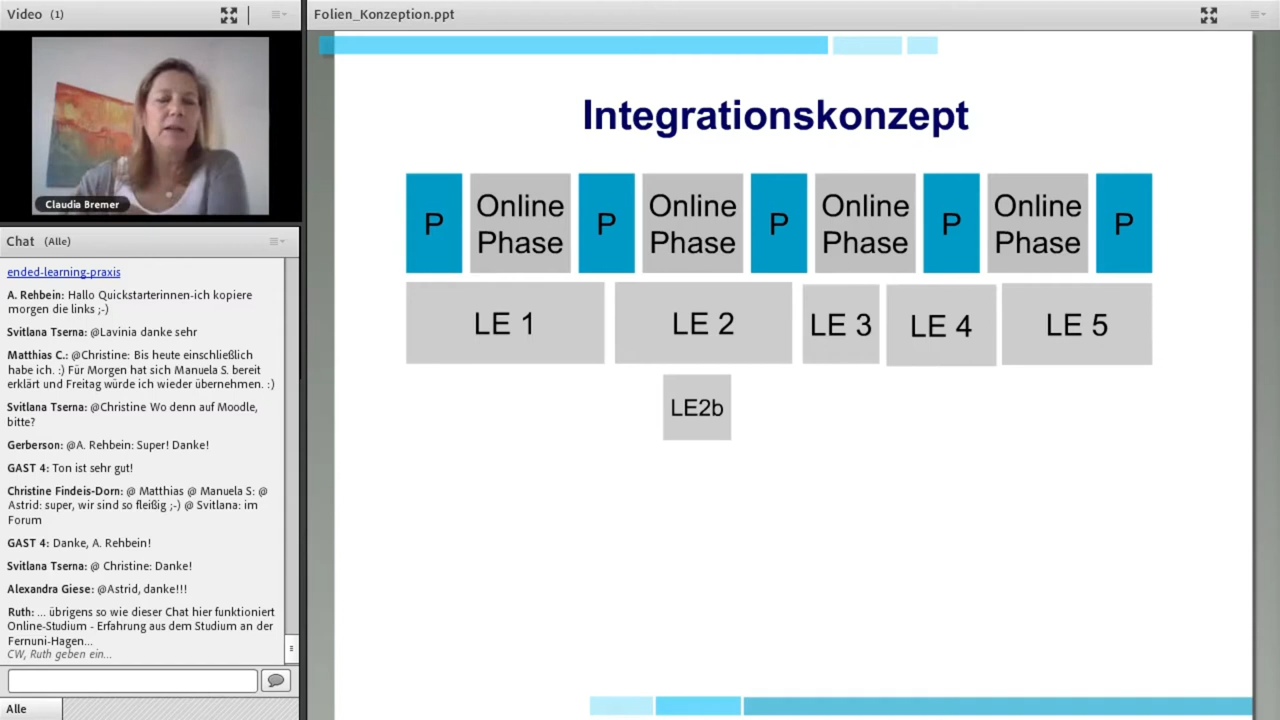 Video (1)
Claudia Bremer
Chat (Alle)
ended-learning-praxis
A. Rehbein: Hallo Quickstarterinnen-ich kopiere
morgen die links ;-)
Svitlana Tserna: @Lavinia danke sehr
Matthias C.: @Christine: Bis heute einschließlich
habe ich. :) Für Morgen hat sich Manuela S. bereit
erklärt und Freitag würde ich wieder übernehmen. :)
Svitlana Tserna: @Christine Wo denn auf Moodle,
bitte?
Gerberson: @A. Rehbein: Super! Danke!
GAST 4: Ton ist sehr gut!
Christine Findeis-Dorn: @ Matthias @ Manuela S: @
Astrid: super, wir sind so fleißig ;-) @ Svitlana: im
Forum
GAST 4: Danke, A. Rehbein!
Svitlana Tserna: @ Christine: Danke!
Alexandra Giese: @Astrid, danke!!!
Ruth: ... übrigens so wie dieser Chat hier funktioniert
Online-Studium - Erfahrung aus dem Studium an der
Fernuni-Hagen...
CW, Ruth geben ein...
Alle
Folien_Konzeption.ppt
Integrationskonzept
P
Online
Phase
P
Online
Phase
P
Online
Phase
P
Online
Phase
P
LE 1
LE 2
LE 3
LE 4
LE 5
LE2b